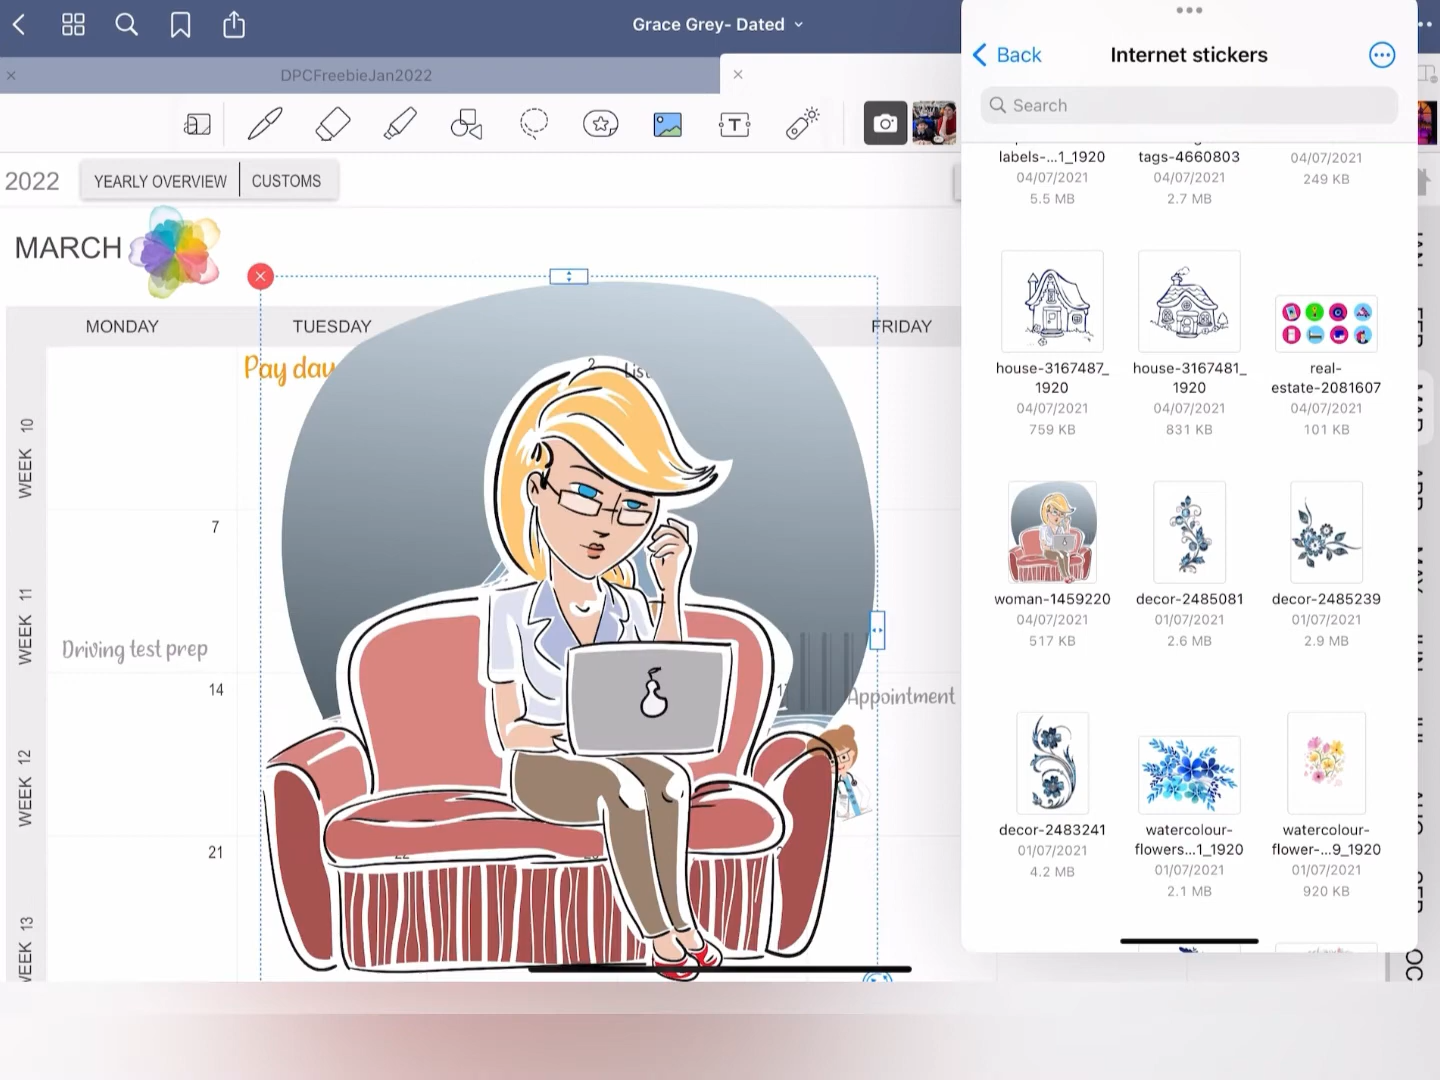 Grace Grey- Dated
DPCFreebieJan2022
2022
YEARLY OVERVIEW
CUSTOMS
MARCH
MONDAY
TUESDAY
FRIDAY
Pay day
2
List
WEEK 10
7
WEEK 11
Driving test prep
14
Appointment
WEEK 12
21
WEEK 13
Back
Internet stickers
Search
labels-...1_1920
04/07/2021
5.5 MB
tags-4660803
04/07/2021
2.7 MB
04/07/2021
249 KB
house-3167487_
1920
04/07/2021
759 KB
house-3167481_
1920
04/07/2021
831 KB
real-
estate-2081607
04/07/2021
101 KB
woman-1459220
04/07/2021
517 KB
decor-2485081
01/07/2021
2.6 MB
decor-2485239
01/07/2021
2.9 MB
decor-2483241
01/07/2021
4.2 MB
watercolour-
flowers...1_1920
01/07/2021
2.1 MB
watercolour-
flower-...9_1920
01/07/2021
920 KB
OC